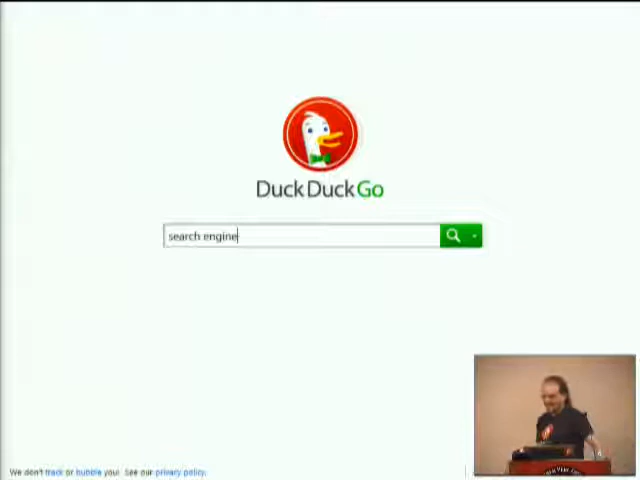 DuckDuckGo
search engine
We don't track or bubble you! See our privacy policy.